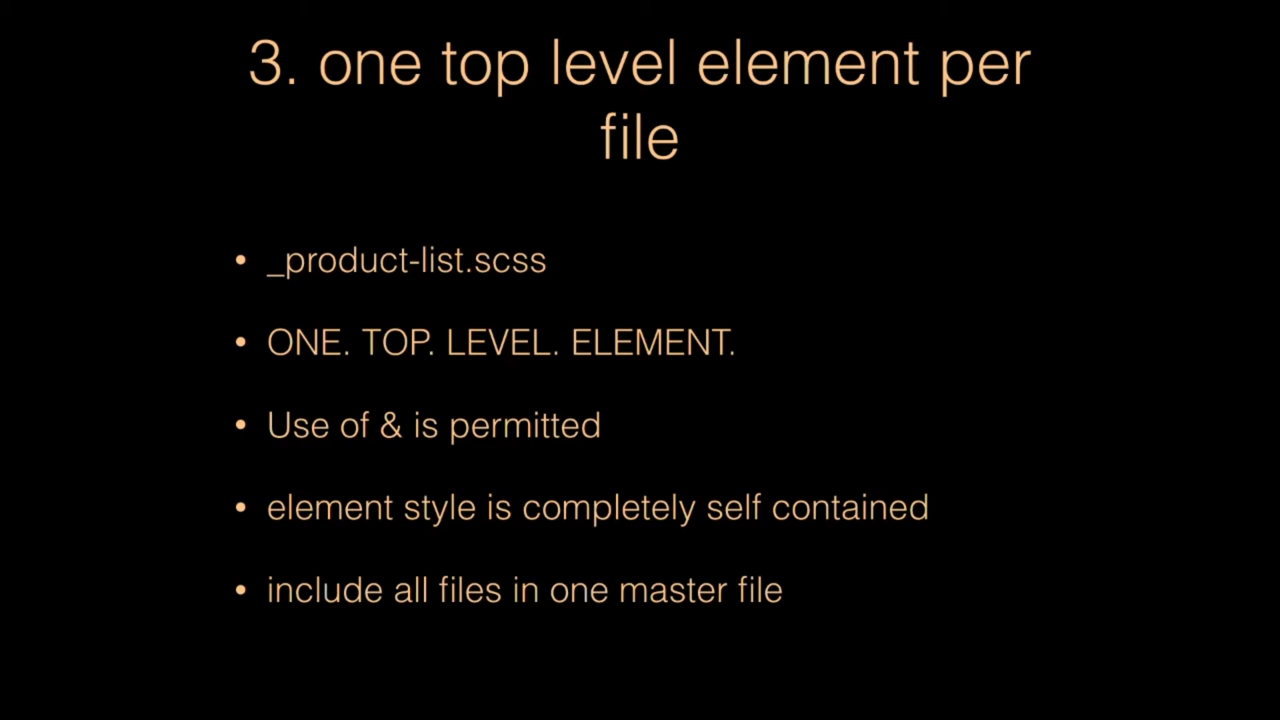 3. one top level element per
file
• _product-list.scss
• ONE. TOP. LEVEL. ELEMENT.
• Use of & is permitted
• element style is completely self contained
• include all files in one master file